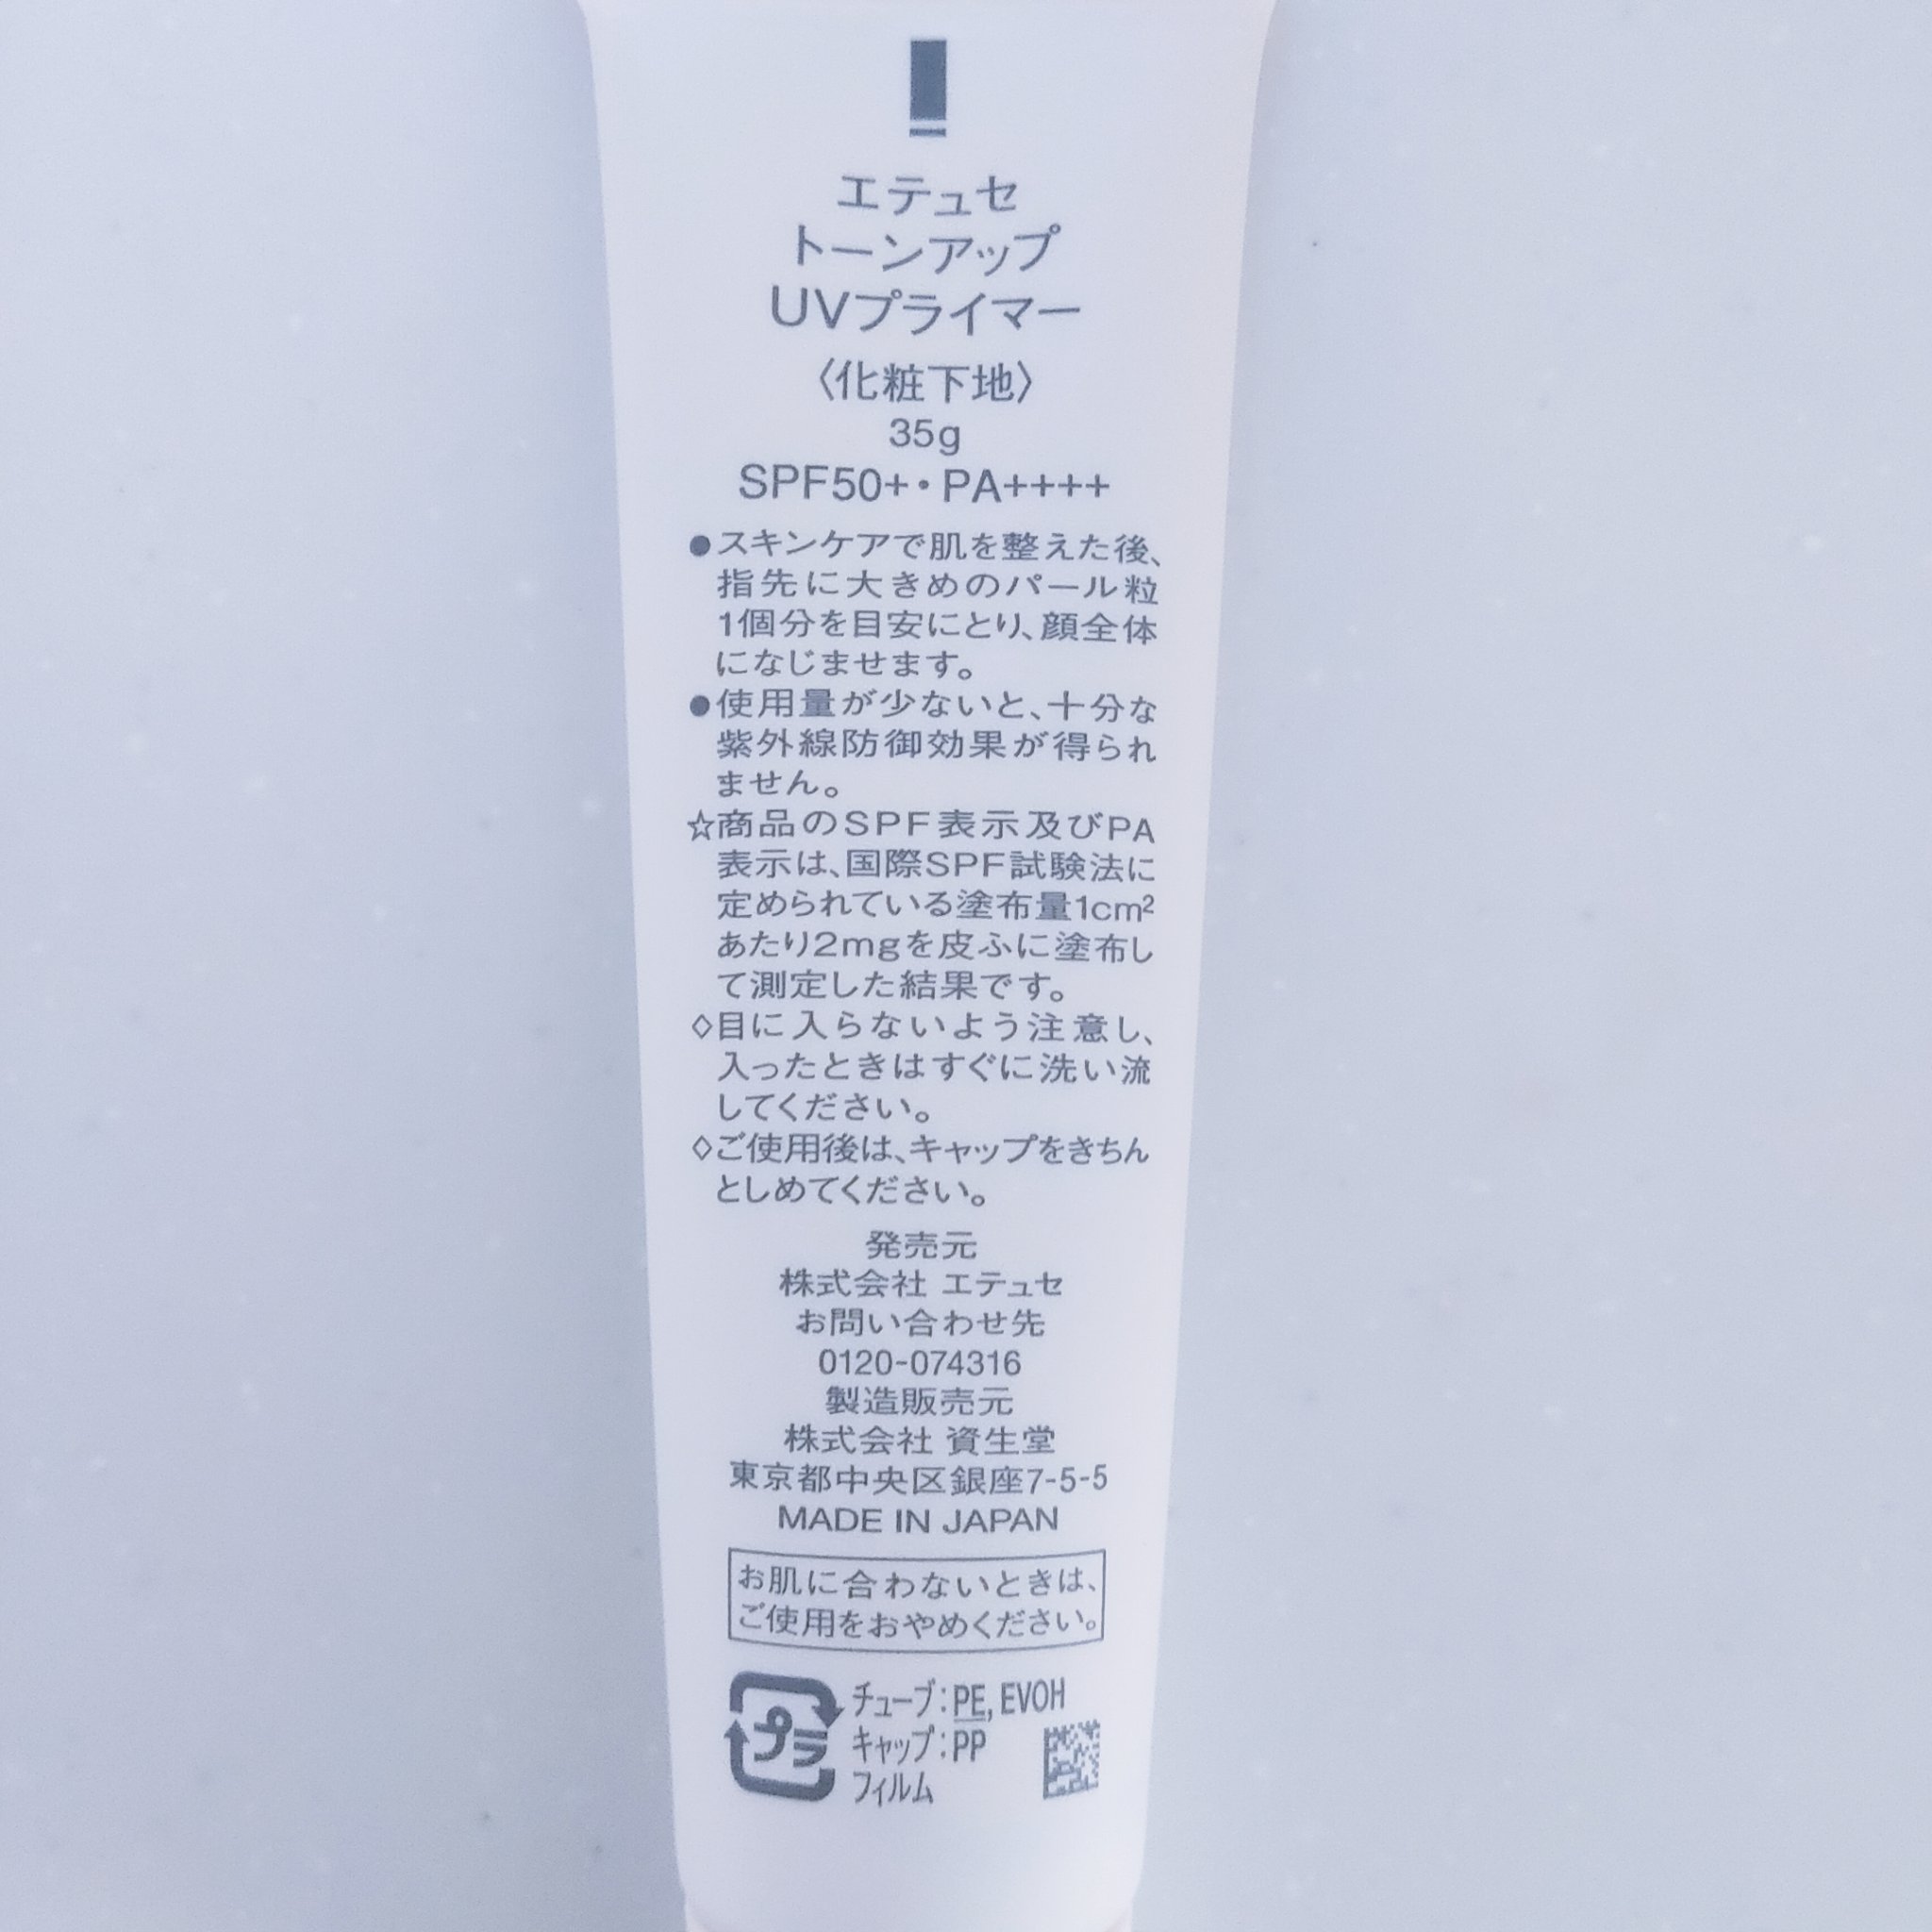 エテュセ
トーンアップ
UVプライマー
〈化粧下地〉
35g
SPF50+・PA++++
●スキンケアで肌を整えた後、
指先に大きめのパール粒
1個分を目安にとり、顔全体
になじませます。
●使用量が少ないと、十分な
紫外線防御効果が得られ
ません。
☆商品のSPF表示及びPA
表示は、国際SPF試験法に
定められている塗布量1cm²
あたり2mgを皮ふに塗布し
て測定した結果です。
◇目に入らないよう注意し、
入ったときはすぐに洗い流
してください。
◇ご使用後は、キャップをきちん
としめてください。
発売元
株式会社 エテュセ
お問い合わせ先
0120-074316
製造販売元
株式会社 資生堂
東京都中央区銀座7-5-5
MADE IN JAPAN
お肌に合わないときは、
ご使用をおやめください。
プラ
チューブ:PE, EVOH
キャップ:PP
フィルム